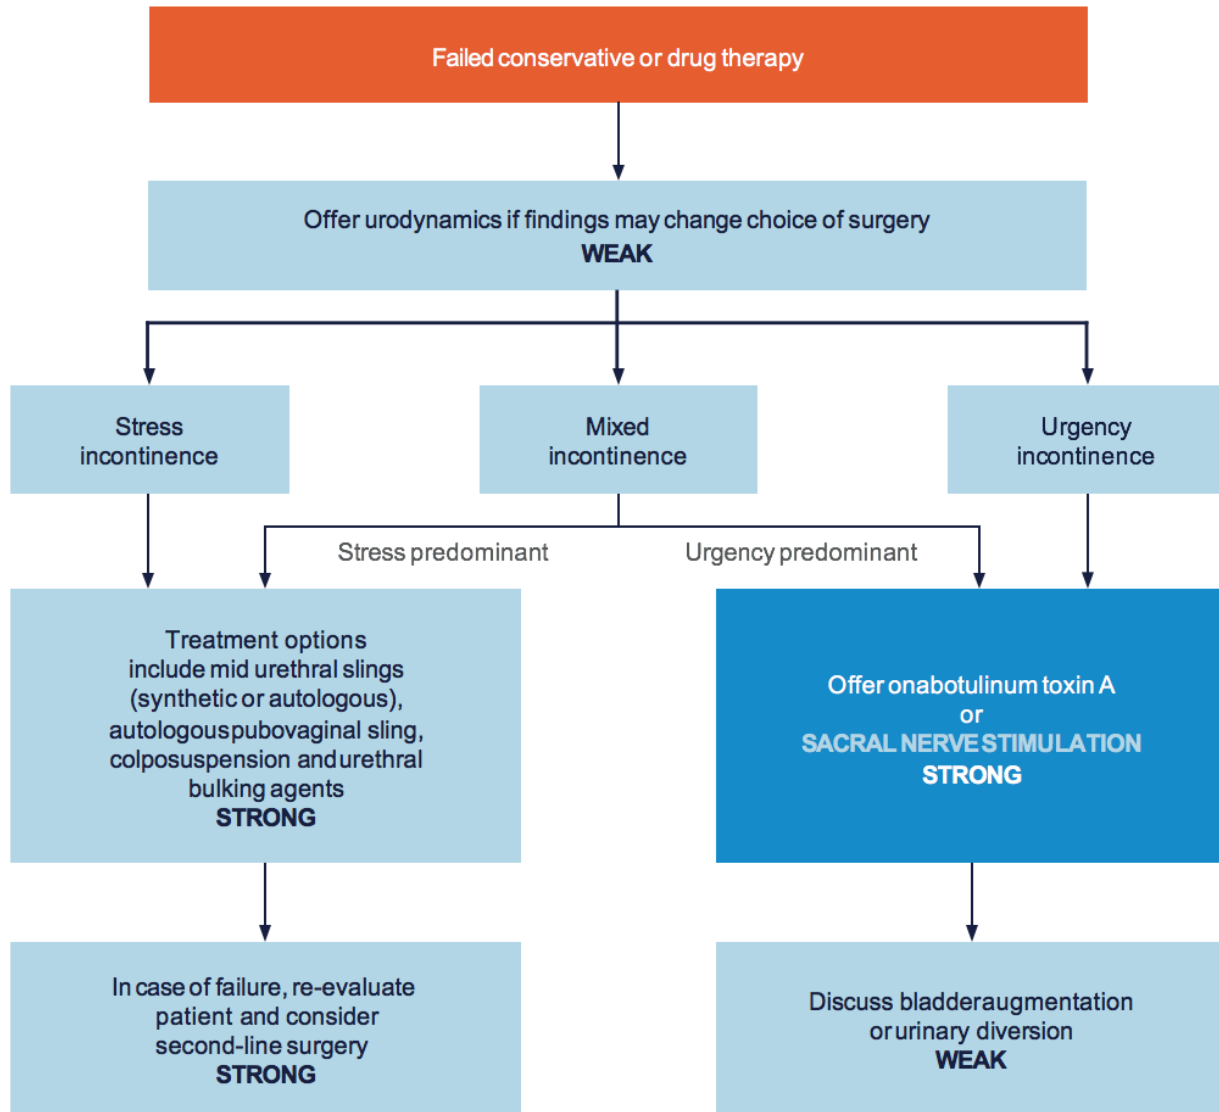 Failed conservative or drug therapy
Offer urodynamics if findings may change choice of surgery
WEAK
Stress
incontinence
Mixed
incontinence
Urgency
incontinence
Stress predominant
Urgency predominant
Treatment options
include mid urethral slings
(synthetic or autologous),
autologous pubovaginal sling,
colposuspension and urethral
bulking agents
STRONG
Offer onabotulinum toxin A
or
SACRAL NERVE STIMULATION
STRONG
In case of failure, re-evaluate
patient and consider
second-line surgery
STRONG
Discuss bladderaugmentation
or urinary diversion
WEAK